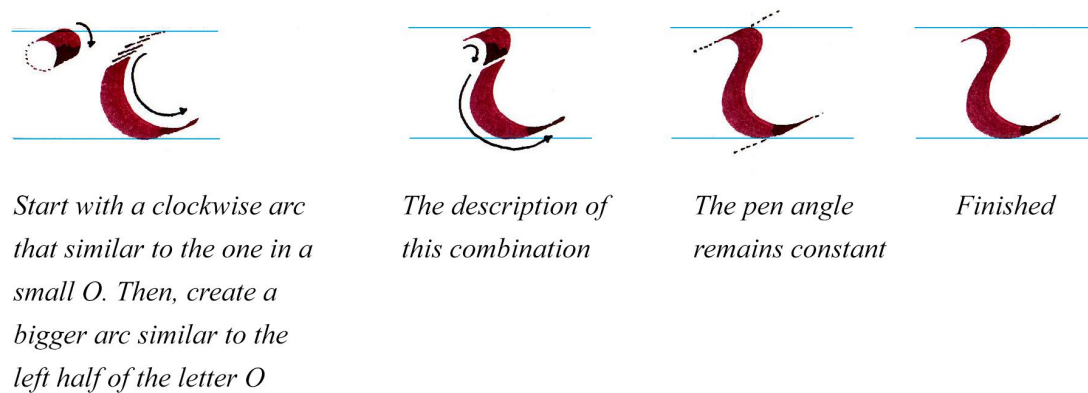 Start with a clockwise arc
that similar to the one in a
small O. Then, create a
bigger arc similar to the
left half of the letter O
The description of
this combination
The pen angle
remains constant
Finished